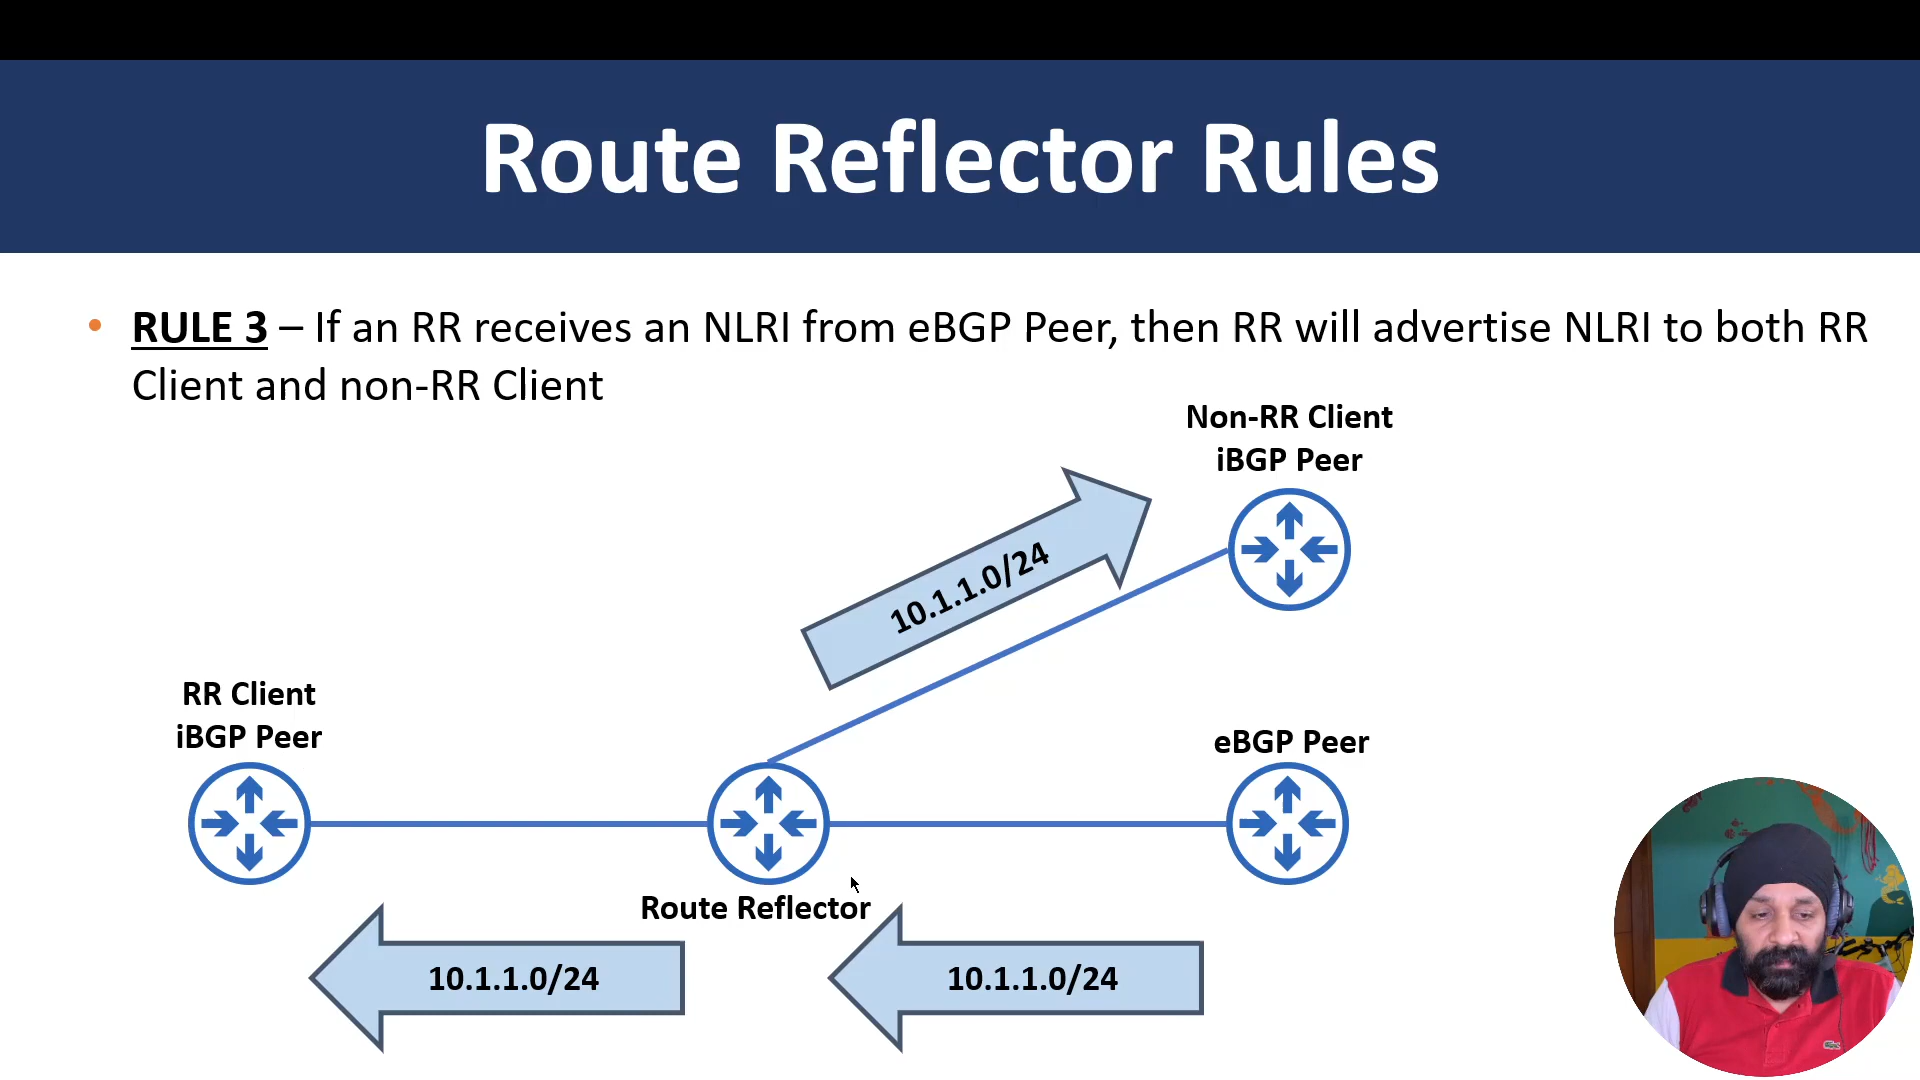 Route Reflector Rules
• RULE 3 – If an RR receives an NLRI from eBGP Peer, then RR will advertise NLRI to both RR
Client and non-RR Client
Non-RR Client
iBGP Peer
10.1.1.0/24
RR Client
iBGP Peer
eBGP Peer
Route Reflector
10.1.1.0/24
10.1.1.0/24